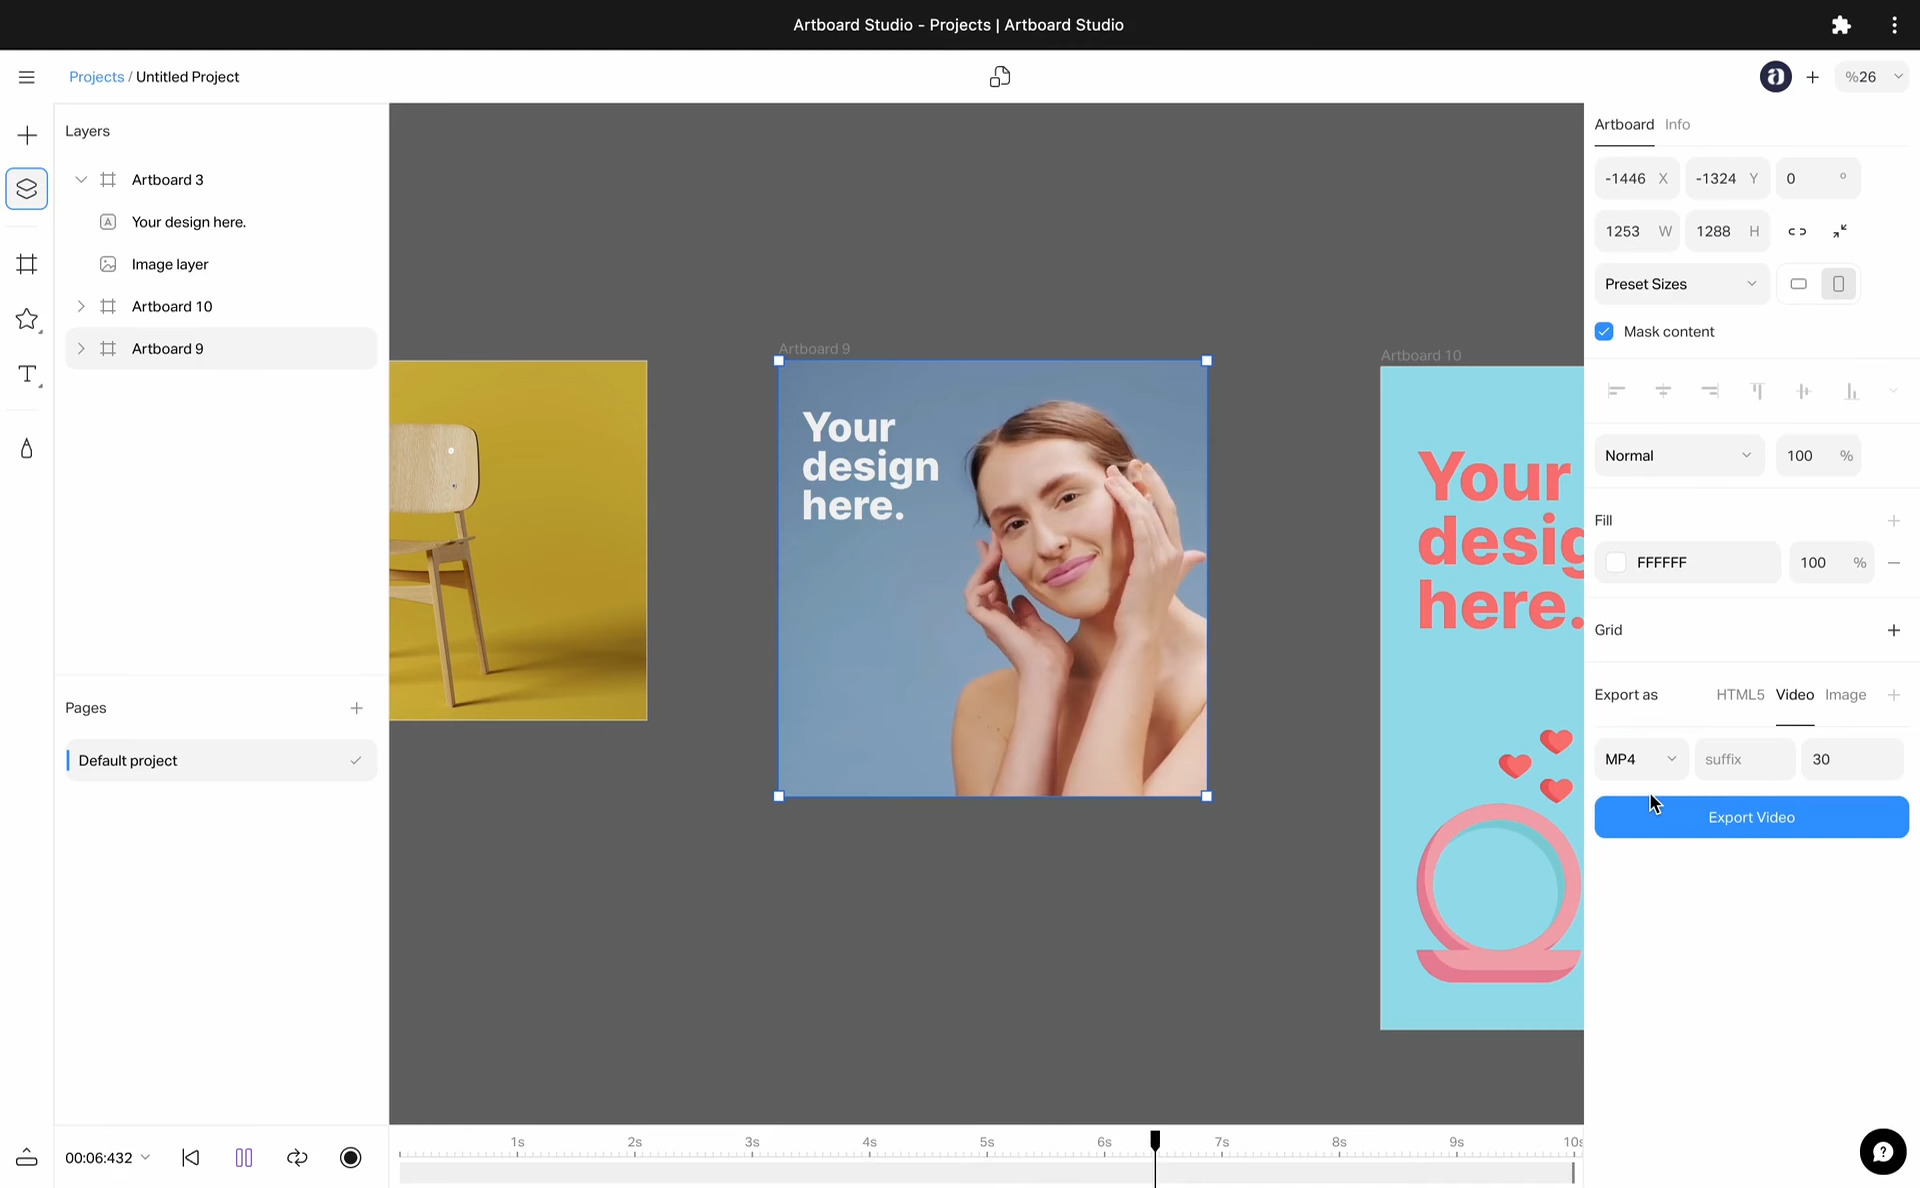 Artboard Studio - Projects | Artboard Studio
Projects / Untitled Project
%26
Layers
Artboard 3
Your design here.
Image layer
Artboard 10
Artboard 9
Pages
Default project
Artboard 9
Your
design
here.
Artboard 10
Your
desig
here.
Artboard Info
-1446 X -1324 Y 0 °
1253 W 1288 H
Preset Sizes
Mask content
Normal 100 %
Fill
FFFFFF 100 %
Grid
Export as HTML5 Video Image
MP4 suffix 30
Export Video
00:06:432
1s 2s 3s 4s 5s 6s 7s 8s 9s 10s